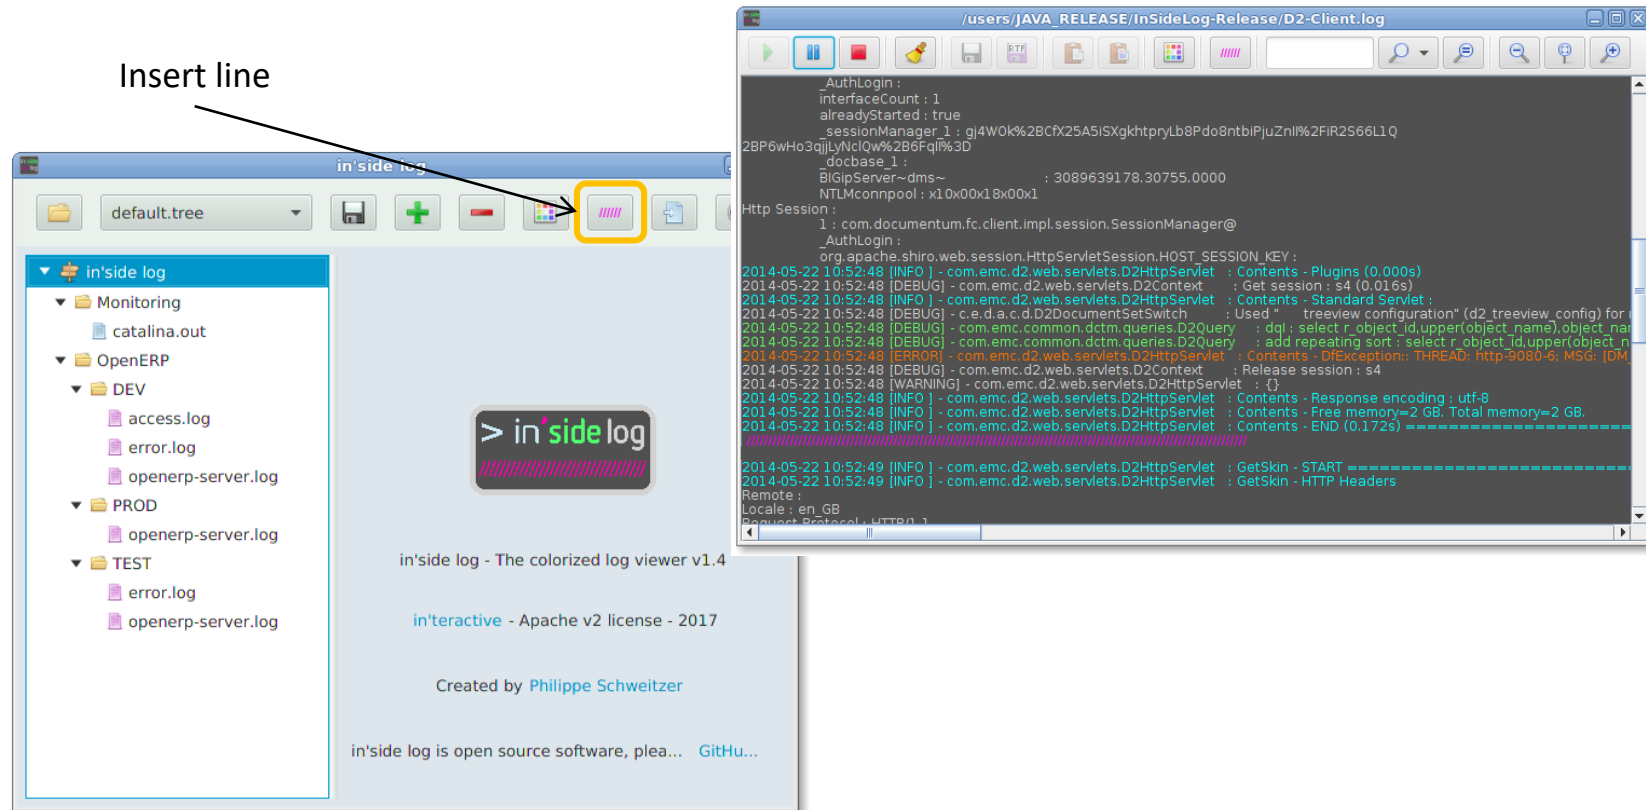 Insert line
in'side log
default.tree
in'side log
Monitoring
catalina.out
OpenERP
DEV
access.log
error.log
openerp-server.log
PROD
openerp-server.log
TEST
error.log
openerp-server.log
> in'side log
//////////////////////////////
in'side log - The colorized log viewer v1.4
in'teractive - Apache v2 license - 2017
Created by Philippe Schweitzer
in'side log is open source software, plea... GitHu...
/users/JAVA_RELEASE/InSideLog-Release/D2-Client.log
RTF
_AuthLogin :
interfaceCount : 1
alreadyStarted : true
_sessionManager_1 :
_docbase_1 :
BIGipServer~dms~ : 3089639178.30755.0000
NTLMconnpool : x10x00x18x00x1
Http Session :
1 : com.documentum.fc.client.impl.session.SessionManager@
_AuthLogin :
org.apache.shiro.web.session.HttpServletSession.HOST_SESSION_KEY :
2014-05-22 10:52:48 [INFO ] - com.emc.d2.web.servlets.D2HttpServlet : Contents - Plugins (0.000s)
2014-05-22 10:52:48 [DEBUG] - com.emc.d2.web.servlets.D2Context : Get session : s4 (0.016s)
2014-05-22 10:52:48 [INFO ] - com.emc.d2.web.servlets.D2HttpServlet : Contents - Standard Servlet :
2014-05-22 10:52:48 [DEBUG] - c.e.d.a.c.d.D2DocumentSetSwitch : Used " treeview configuration" (d2_treeview_config) for
2014-05-22 10:52:48 [DEBUG] - com.emc.common.dctm.queries.D2Query : dql : select r_object_id,upper(object_name),object_na
2014-05-22 10:52:48 [DEBUG] - com.emc.common.dctm.queries.D2Query : add repeating sort : select r_object_id,upper(object_n
2014-05-22 10:52:48 [ERROR] - com.emc.d2.web.servlets.D2HttpServlet : Contents - DfException:: THREAD: http-9080-6; MSG: [DM_
2014-05-22 10:52:48 [DEBUG] - com.emc.d2.web.servlets.D2Context : Release session : s4
2014-05-22 10:52:48 [WARNING] - com.emc.d2.web.servlets.D2HttpServlet : {}
2014-05-22 10:52:48 [INFO ] - com.emc.d2.web.servlets.D2HttpServlet : Contents - Response encoding : utf-8
2014-05-22 10:52:48 [INFO ] - com.emc.d2.web.servlets.D2HttpServlet : Contents - Free memory=2 GB. Total memory=2 GB.
2014-05-22 10:52:48 [INFO ] - com.emc.d2.web.servlets.D2HttpServlet : Contents - END (0.172s) =====================
2014-05-22 10:52:49 [INFO ] - com.emc.d2.web.servlets.D2HttpServlet : GetSkin - START ==========================
2014-05-22 10:52:49 [INFO ] - com.emc.d2.web.servlets.D2HttpServlet : GetSkin - HTTP Headers
Remote :
Locale : en_GB
Request Protocol : HTTP/1.1